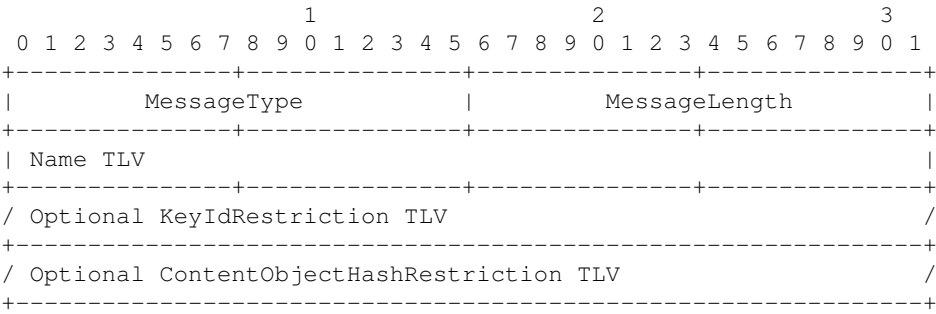 1                   2                   3
 0 1 2 3 4 5 6 7 8 9 0 1 2 3 4 5 6 7 8 9 0 1 2 3 4 5 6 7 8 9 0 1
+---------------+---------------+---------------+---------------+
|         MessageType           |         MessageLength         |
+---------------+---------------+---------------+---------------+
| Name TLV                                                      |
+---------------+---------------+---------------+---------------+
/ Optional KeyIdRestriction TLV                                 /
+---------------------------------------------------------------+
/ Optional ContentObjectHashRestriction TLV                     /
+---------------------------------------------------------------+